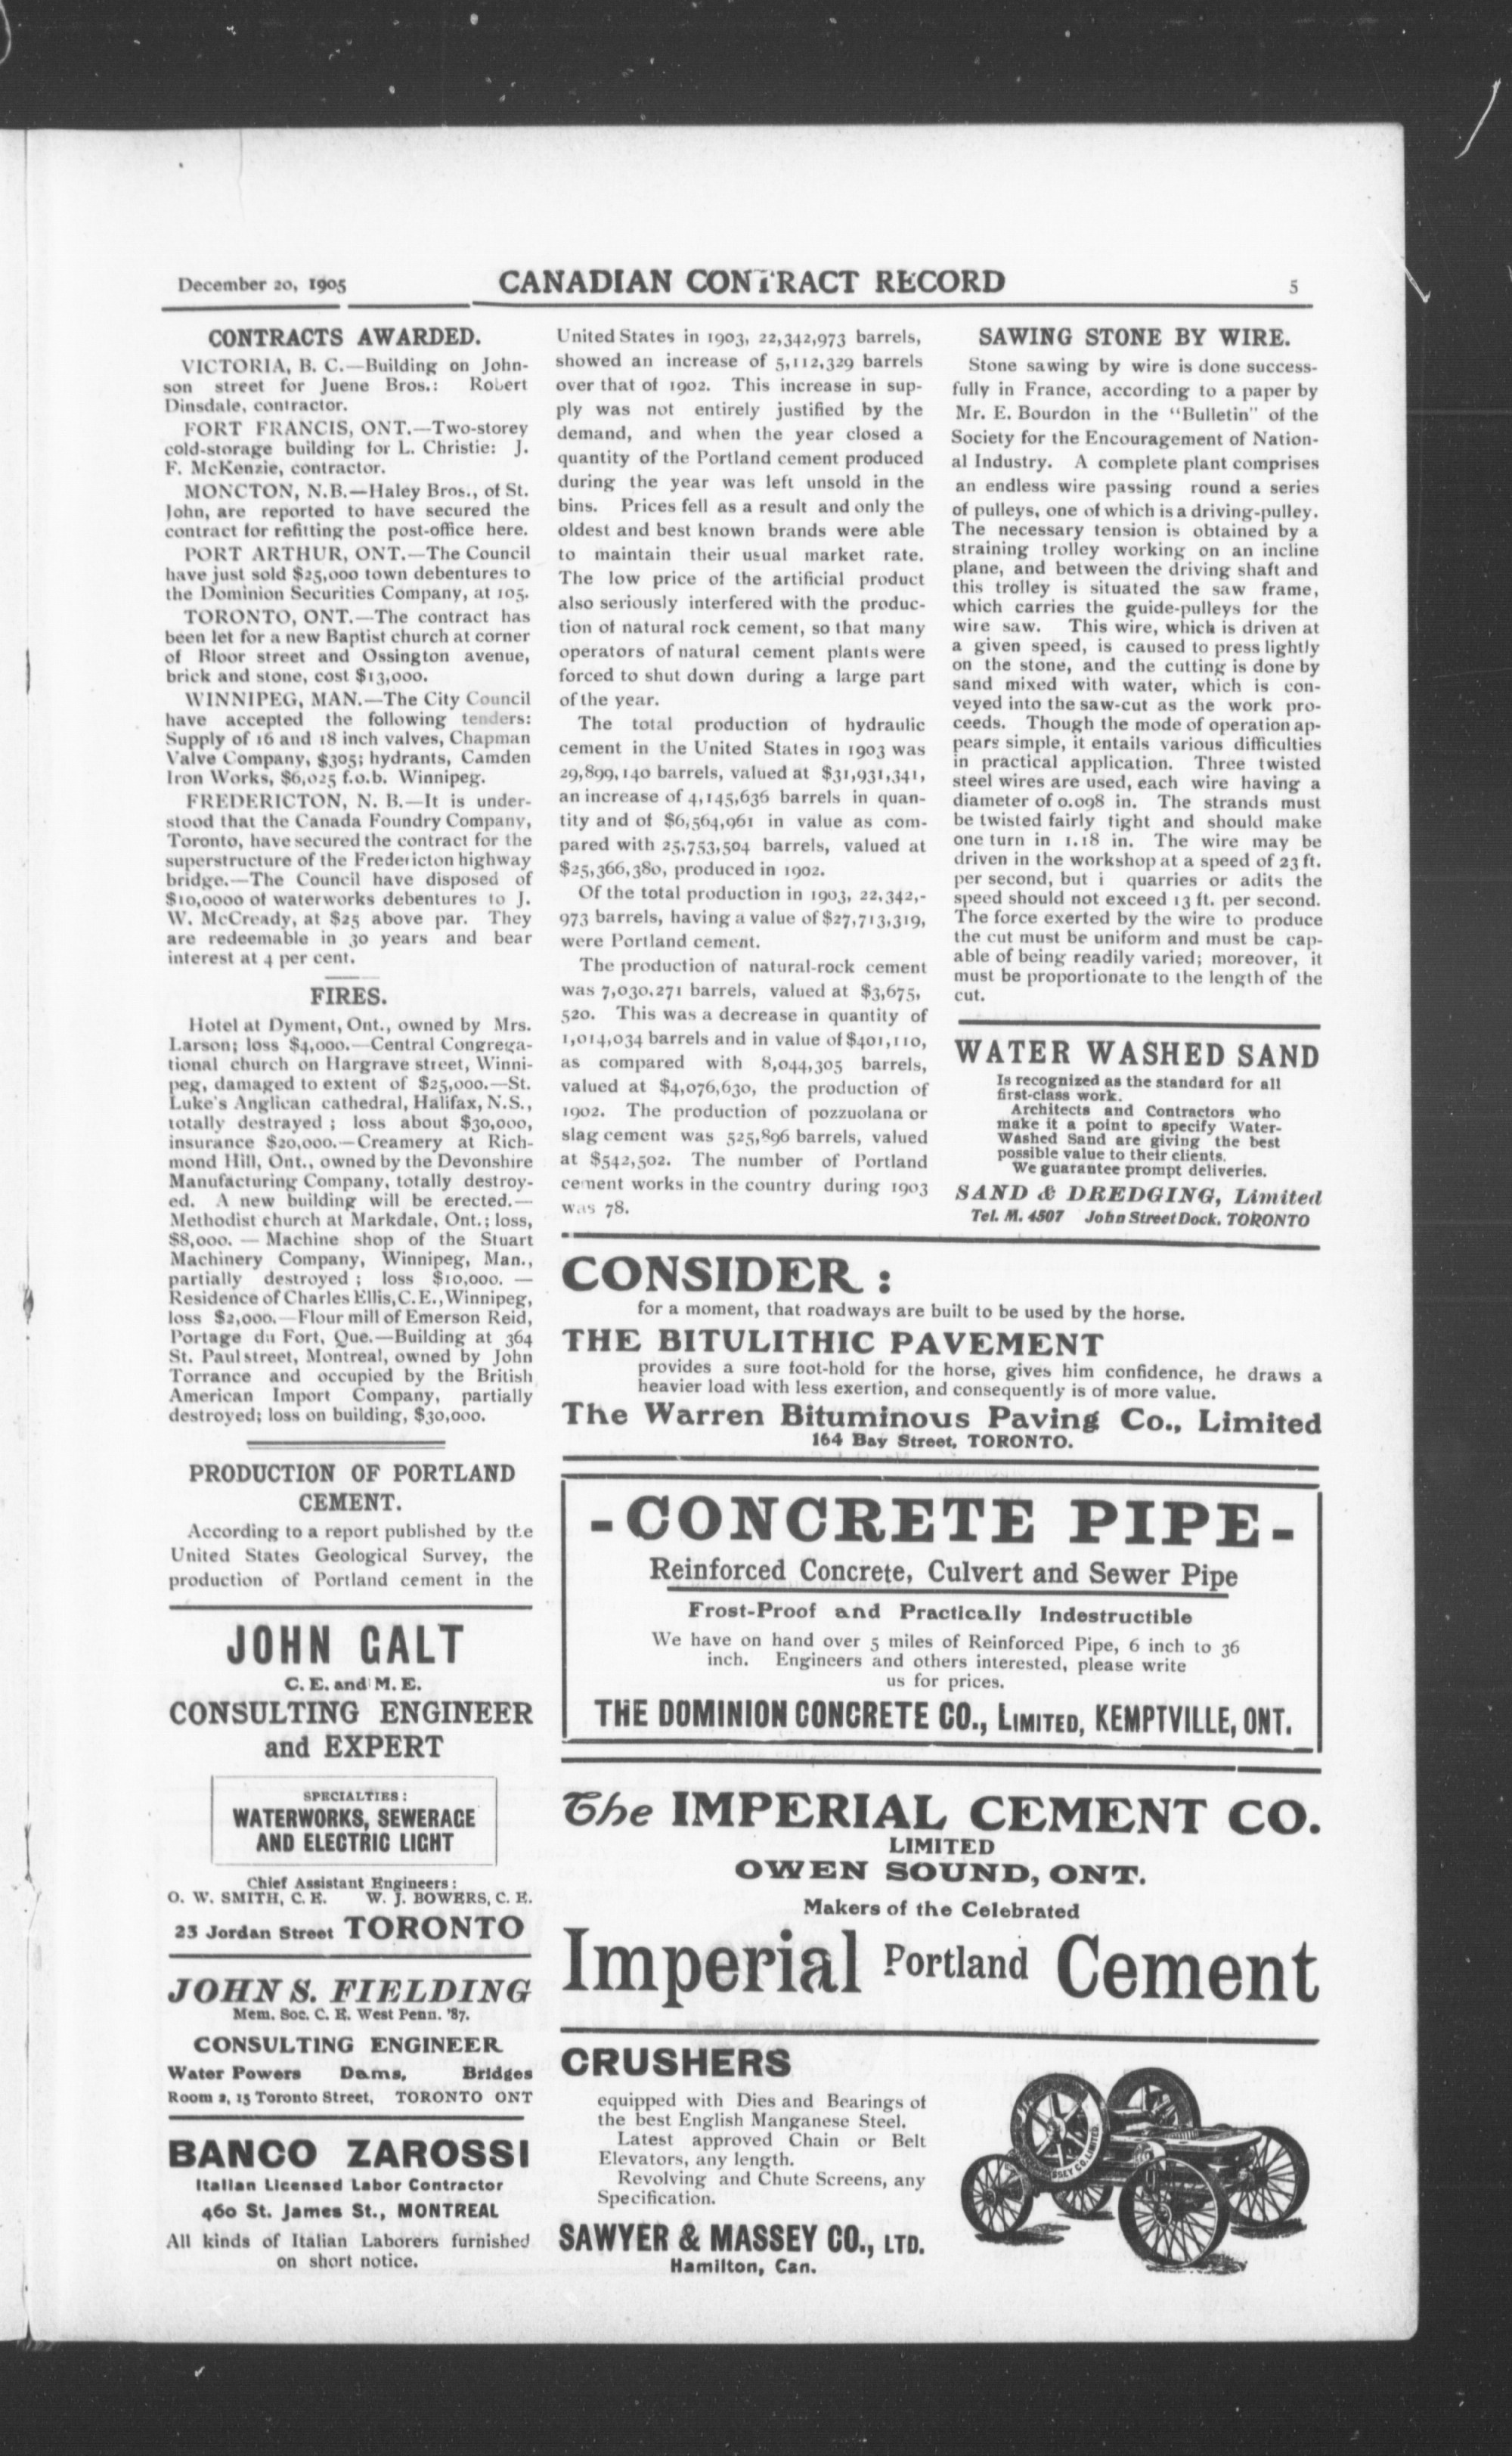 December 20, 1905
CANADIAN CONTRACT RECORD
5
CONTRACTS AWARDED.
VICTORIA, B. C.—Building on John-
son street for Juene Bros.: Robert
Dinsdale, contractor.
FORT FRANCIS, ONT.—Two-storey
cold-storage building for L. Christie: J.
F. McKenzie, contractor.
MONCTON, N.B.—Haley Bros., of St.
John, are reported to have secured the
contract for refitting the post-office here.
PORT ARTHUR, ONT.—The Council
have just sold $25,000 town debentures to
the Dominion Securities Company, at 105.
TORONTO, ONT.—The contract has
been let for a new Baptist church at corner
of Bloor street and Ossington avenue,
brick and stone, cost $13,000.
WINNIPEG, MAN.—The City Council
have accepted the following tenders:
Supply of 16 and 18 inch valves, Chapman
Valve Company, $305; hydrants, Camden
Iron Works, $6,025 f.o.b. Winnipeg.
FREDERICTON, N. B.—It is under-
stood that the Canada Foundry Company,
Toronto, have secured the contract for the
superstructure of the Fredericton highway
bridge.—The Council have disposed of
$10,0000 of waterworks debentures to J.
W. McCready, at $25 above par. They
are redeemable in 30 years and bear
interest at 4 per cent.
FIRES.
Hotel at Dyment, Ont., owned by Mrs.
Larson; loss $4,000.—Central Congrega-
tional church on Hargrave street, Winni-
peg, damaged to extent of $25,000.—St.
Luke's Anglican cathedral, Halifax, N.S.,
totally destrayed ; loss about $30,000,
insurance $20,000.—Creamery at Rich-
mond Hill, Ont., owned by the Devonshire
Manufacturing Company, totally destroy-
ed. A new building will be erected.—
Methodist church at Markdale, Ont.; loss,
$8,000. — Machine shop of the Stuart
Machinery Company, Winnipeg, Man.,
partially destroyed ; loss $10,000. —
Residence of Charles Ellis, C.E., Winnipeg,
loss $2,000.—Flour mill of Emerson Reid,
Portage du Fort, Que.—Building at 364
St. Paul street, Montreal, owned by John
Torrance and occupied by the British
American Import Company, partially
destroyed; loss on building, $30,000.
PRODUCTION OF PORTLAND
CEMENT.
According to a report published by the
United States Geological Survey, the
production of Portland cement in the
JOHN GALT
C. E. and M. E.
CONSULTING ENGINEER
and EXPERT
SPECIALTIES :
WATERWORKS, SEWERAGE
AND ELECTRIC LIGHT
Chief Assistant Engineers :
O. W. SMITH, C. E. W. J. BOWERS, C. E.
23 Jordan Street TORONTO
JOHN S. FIELDING
Mem. Soc. C. E. West Penn. '87.
CONSULTING ENGINEER
Water Powers Dams, Bridges
Room 2, 15 Toronto Street, TORONTO ONT
BANCO ZAROSSI
Italian Licensed Labor Contractor
460 St. James St., MONTREAL
All kinds of Italian Laborers furnished
on short notice.
United States in 1903, 22,342,973 barrels,
showed an increase of 5,112,329 barrels
over that of 1902. This increase in sup-
ply was not entirely justified by the
demand, and when the year closed a
quantity of the Portland cement produced
during the year was left unsold in the
bins. Prices fell as a result and only the
oldest and best known brands were able
to maintain their usual market rate.
The low price of the artificial product
also seriously interfered with the produc-
tion of natural rock cement, so that many
operators of natural cement plants were
forced to shut down during a large part
of the year.
The total production of hydraulic
cement in the United States in 1903 was
29,899,140 barrels, valued at $31,931,341,
an increase of 4,145,636 barrels in quan-
tity and of $6,564,961 in value as com-
pared with 25,753,504 barrels, valued at
$25,366,380, produced in 1902.
Of the total production in 1903, 22,342,-
973 barrels, having a value of $27,713,319,
were Portland cement.
The production of natural-rock cement
was 7,030,271 barrels, valued at $3,675,
520. This was a decrease in quantity of
1,014,034 barrels and in value of $401,110,
as compared with 8,044,305 barrels,
valued at $4,076,630, the production of
1902. The production of pozzuolana or
slag cement was 525,896 barrels, valued
at $542,502. The number of Portland
cement works in the country during 1903
was 78.
SAWING STONE BY WIRE.
Stone sawing by wire is done success-
fully in France, according to a paper by
Mr. E. Bourdon in the "Bulletin" of the
Society for the Encouragement of Nation-
al Industry. A complete plant comprises
an endless wire passing round a series
of pulleys, one of which is a driving-pulley.
The necessary tension is obtained by a
straining trolley working on an incline
plane, and between the driving shaft and
this trolley is situated the saw frame,
which carries the guide-pulleys for the
wire saw. This wire, which is driven at
a given speed, is caused to press lightly
on the stone, and the cutting is done by
sand mixed with water, which is con-
veyed into the saw-cut as the work pro-
ceeds. Though the mode of operation ap-
pears simple, it entails various difficulties
in practical application. Three twisted
steel wires are used, each wire having a
diameter of 0.098 in. The strands must
be twisted fairly tight and should make
one turn in 1.18 in. The wire may be
driven in the workshop at a speed of 23 ft.
per second, but i quarries or adits the
speed should not exceed 13 ft. per second.
The force exerted by the wire to produce
the cut must be uniform and must be cap-
able of being readily varied; moreover, it
must be proportionate to the length of the
cut.
WATER WASHED SAND
Is recognized as the standard for all
first-class work.
Architects and Contractors who
make it a point to specify Water-
Washed Sand are giving the best
possible value to their clients.
We guarantee prompt deliveries.
SAND & DREDGING, Limited
Tel. M. 4507 John Street Dock, TORONTO
CONSIDER :
for a moment, that roadways are built to be used by the horse.
THE BITULITHIC PAVEMENT
provides a sure foot-hold for the horse, gives him confidence, he draws a
heavier load with less exertion, and consequently is of more value.
The Warren Bituminous Paving Co., Limited
164 Bay Street, TORONTO.
-CONCRETE PIPE-
Reinforced Concrete, Culvert and Sewer Pipe
Frost-Proof and Practically Indestructible
We have on hand over 5 miles of Reinforced Pipe, 6 inch to 36
inch. Engineers and others interested, please write
us for prices.
THE DOMINION CONCRETE CO., LIMITED, KEMPTVILLE, ONT.
The IMPERIAL CEMENT CO.
LIMITED
OWEN SOUND, ONT.
Makers of the Celebrated
Imperial Portland Cement
CRUSHERS
equipped with Dies and Bearings of
the best English Manganese Steel.
Latest approved Chain or Belt
Elevators, any length.
Revolving and Chute Screens, any
Specification.
SAWYER & MASSEY CO., LTD.
Hamilton, Can.